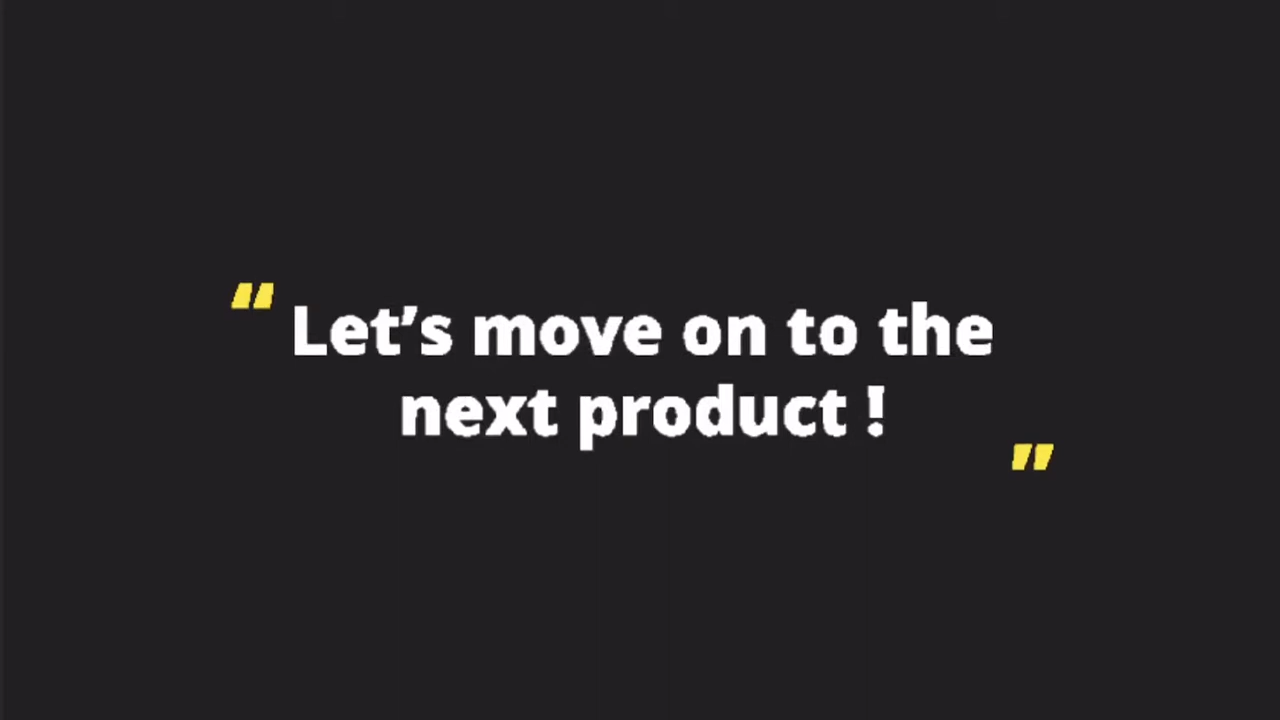 “ Let’s move on to the
next product !
”